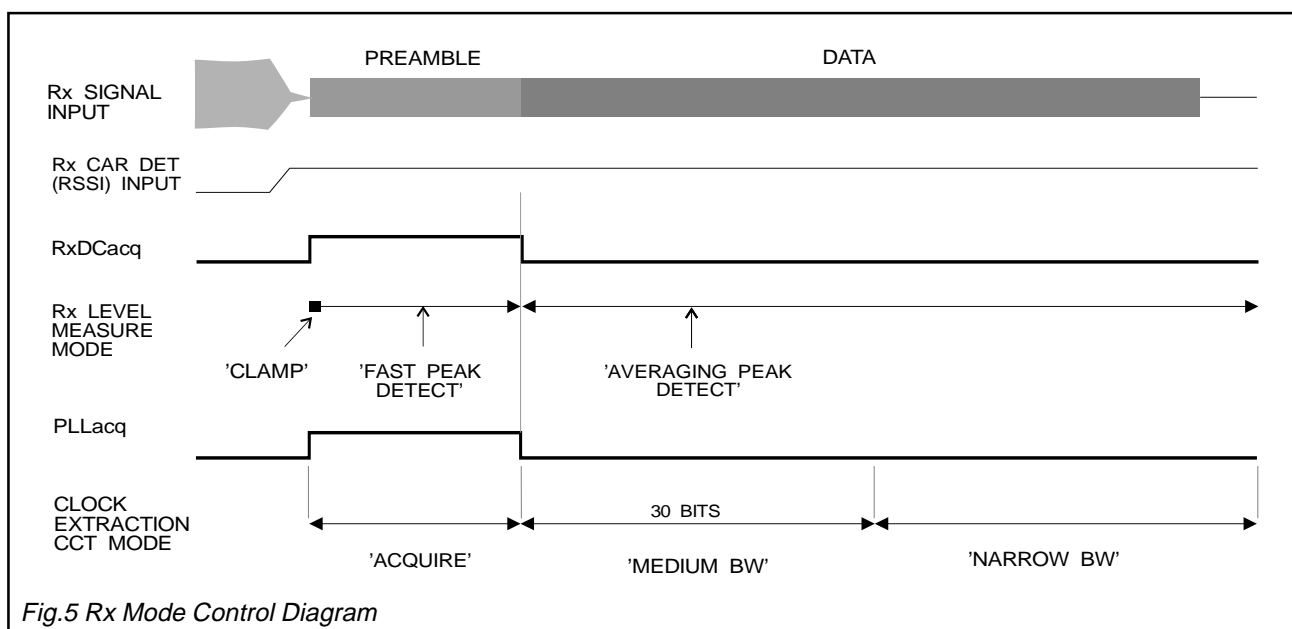 PREAMBLE
DATA
Rx SIGNAL
INPUT
Rx CAR DET
(RSSI) INPUT
RxDCacq
Rx LEVEL
MEASURE
MODE
'CLAMP'
'FAST PEAK
DETECT'
'AVERAGING PEAK
DETECT'
PLLacq
CLOCK
EXTRACTION
CCT MODE
30 BITS
'ACQUIRE'
'MEDIUM BW'
'NARROW BW'
Fig.5 Rx Mode Control Diagram